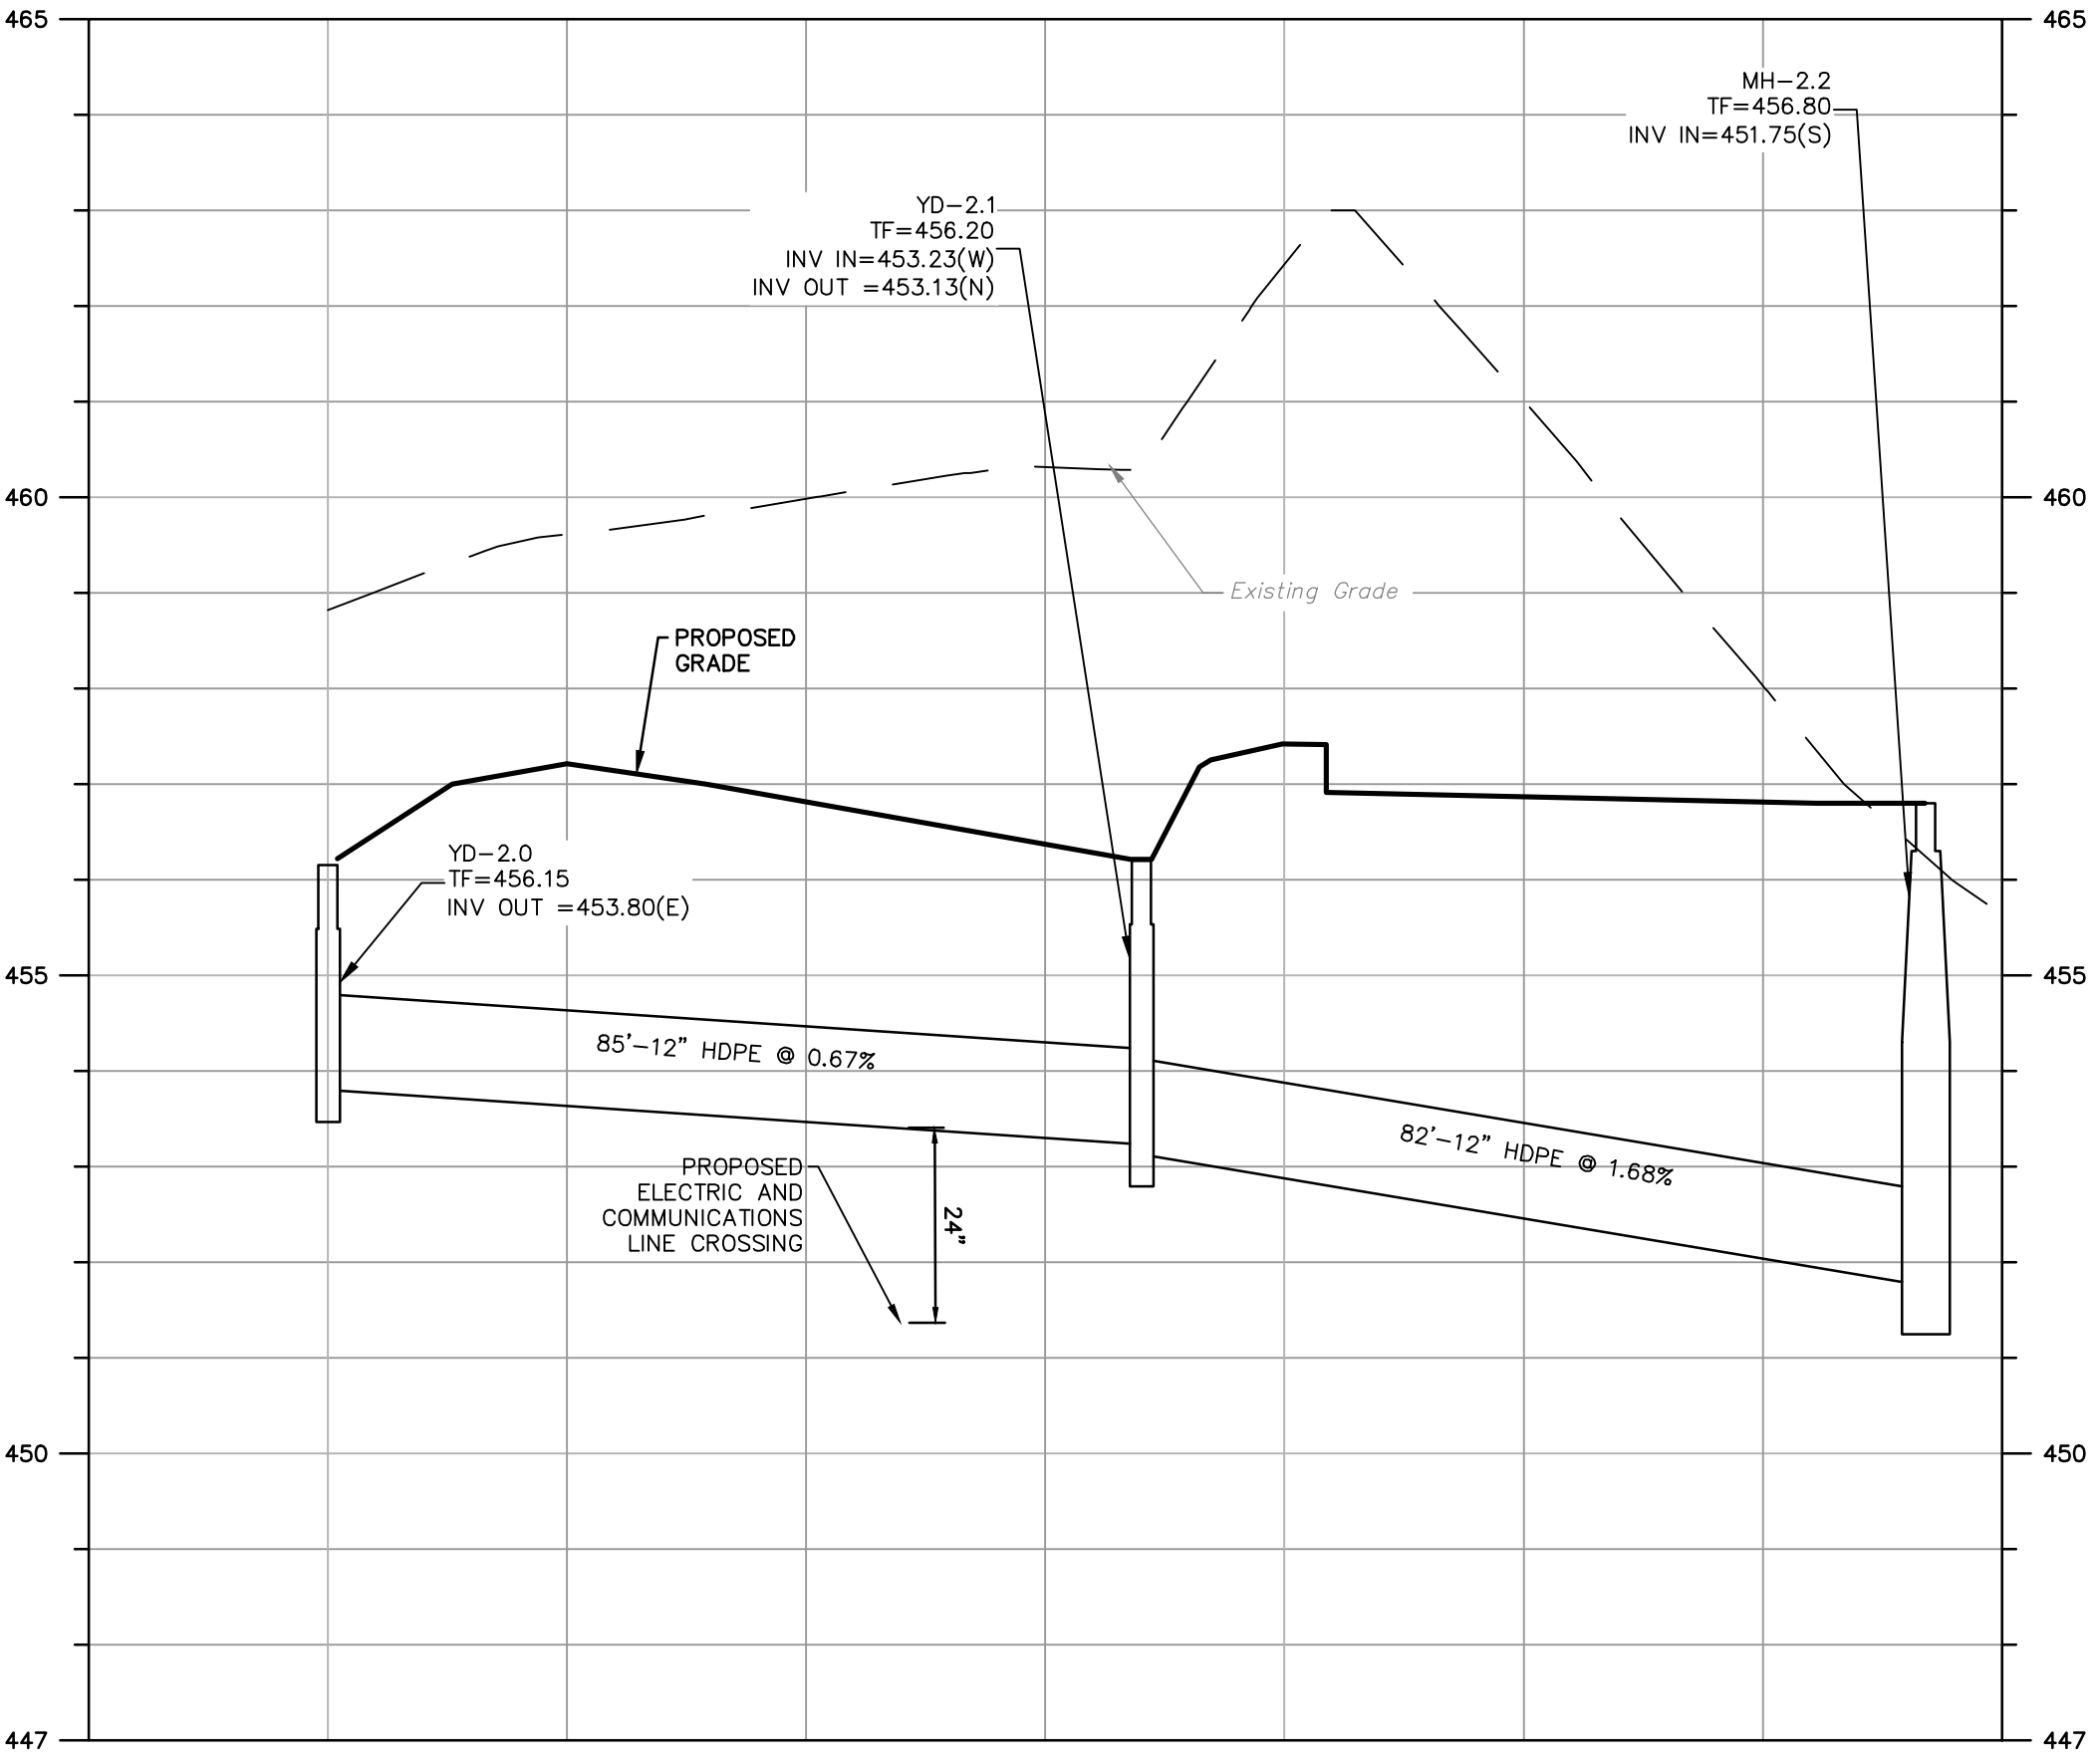 465
465
MH-2.2
TF=456.80
INV IN=451.75(S)
YD-2.1
TF=456.20
INV IN=453.23(W)
INV OUT =453.13(N)
460
460
Existing Grade
PROPOSED
GRADE
YD-2.0
TF=456.15
INV OUT =453.80(E)
455
455
85'-12" HDPE @ 0.67%
82'-12" HDPE @ 1.68%
PROPOSED
ELECTRIC AND
COMMUNICATIONS
LINE CROSSING
24"
450
450
447
447